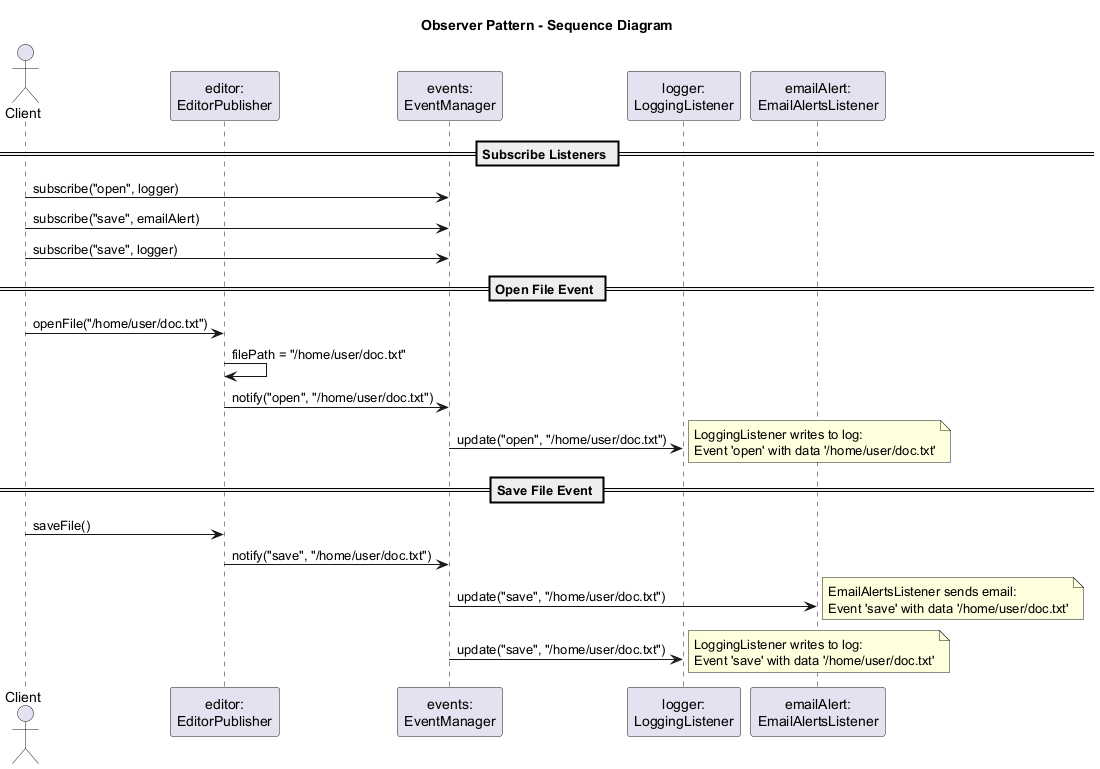 Observer Pattern - Sequence Diagram
Client
editor:
EditorPublisher
events:
EventManager
logger:
LoggingListener
emailAlert:
EmailAlertsListener
Subscribe Listeners
subscribe("open", logger)
subscribe("save", emailAlert)
subscribe("save", logger)
Open File Event
openFile("/home/user/doc.txt")
filePath = "/home/user/doc.txt"
notify("open", "/home/user/doc.txt")
update("open", "/home/user/doc.txt")
LoggingListener writes to log:
Event 'open' with data '/home/user/doc.txt'
Save File Event
saveFile()
notify("save", "/home/user/doc.txt")
update("save", "/home/user/doc.txt")
EmailAlertsListener sends email:
Event 'save' with data '/home/user/doc.txt'
update("save", "/home/user/doc.txt")
LoggingListener writes to log:
Event 'save' with data '/home/user/doc.txt'
Client
editor:
EditorPublisher
events:
EventManager
logger:
LoggingListener
emailAlert:
EmailAlertsListener